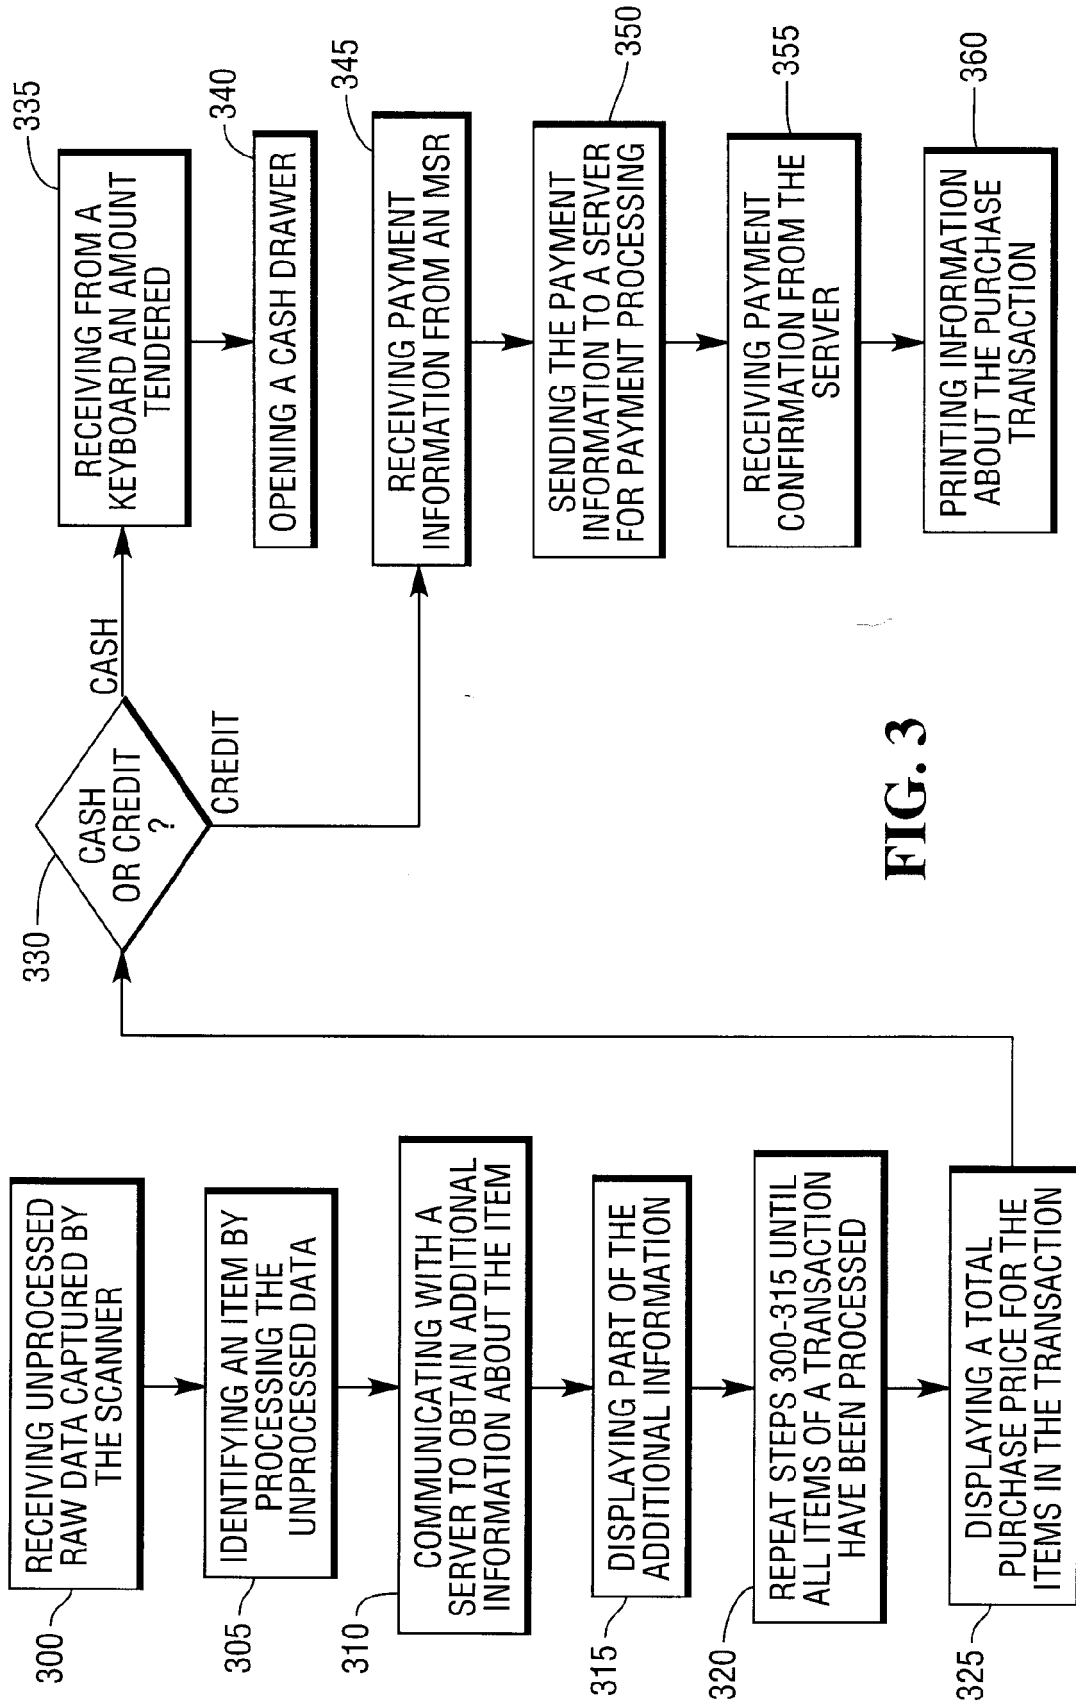 300
RECEIVING UNPROCESSED
RAW DATA CAPTURED BY
THE SCANNER
305
IDENTIFYING AN ITEM BY
PROCESSING THE
UNPROCESSED DATA
310
COMMUNICATING WITH A
SERVER TO OBTAIN ADDITIONAL
INFORMATION ABOUT THE ITEM
315
DISPLAYING PART OF THE
ADDITIONAL INFORMATION
320
REPEAT STEPS 300-315 UNTIL
ALL ITEMS OF A TRANSACTION
HAVE BEEN PROCESSED
325
DISPLAYING A TOTAL
PURCHASE PRICE FOR THE
ITEMS IN THE TRANSACTION
330
CASH
OR CREDIT
?
CASH
CREDIT
335
RECEIVING FROM A
KEYBOARD AN AMOUNT
TENDERED
340
OPENING A CASH DRAWER
345
RECEIVING PAYMENT
INFORMATION FROM AN MSR
350
SENDING THE PAYMENT
INFORMATION TO A SERVER
FOR PAYMENT PROCESSING
355
RECEIVING PAYMENT
CONFIRMATION FROM THE
SERVER
360
PRINTING INFORMATION
ABOUT THE PURCHASE
TRANSACTION
FIG. 3